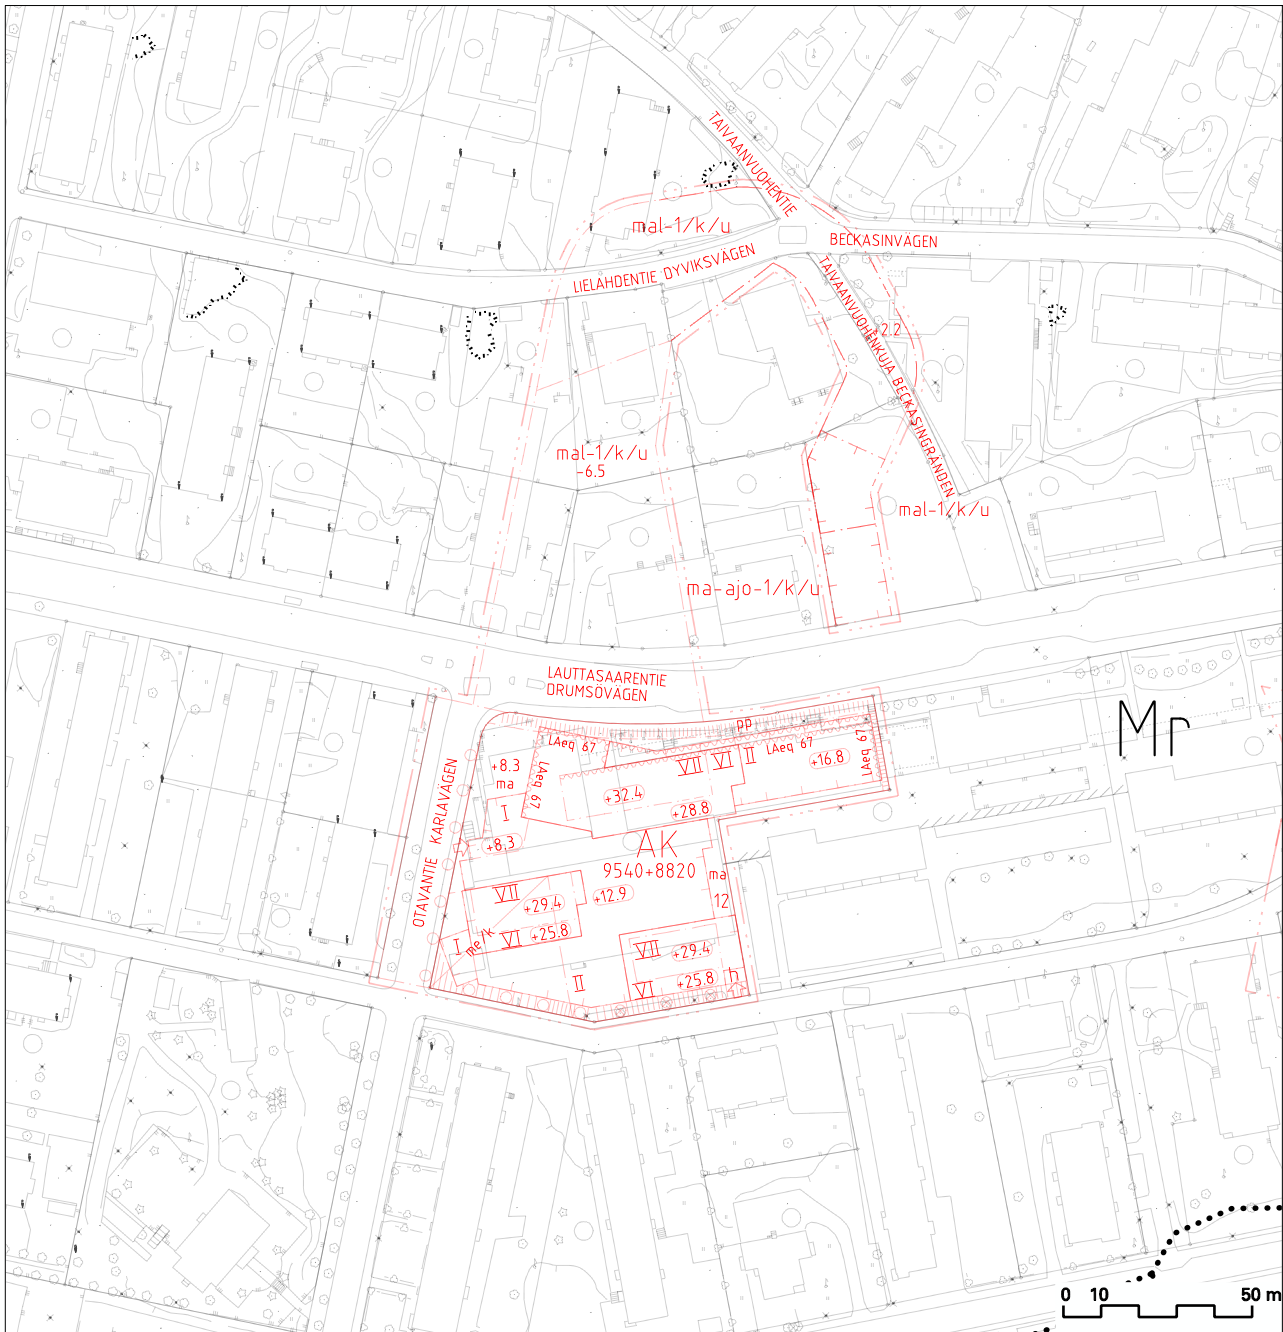 TAIVAANVUOHENTIE
mal-1/k/u
BECKASINVÄGEN
LIELAHDENTIE DYVIKSVÄGEN
TAIVAANVUOHENKUJA BECKASINGRÄNDEN
+2.2
mal-1/k/u
-6.5
mal-1/k/u
ma-ajo-1/k/u
LAUTTASAARENTIE
DRUMSÖVÄGEN
Mr
pp
LAeq 67
LAeq 67
LAeq 67
LAeq 67
VII
VI
II
+16.8
+8.3
ma
I
+8,3
+32.4
+28.8
OTAVANTIE KARLAVÄGEN
AK
9540+8820
ma
12
VII
+29.4
+12.9
VI
+25.8
I
me/k
VII
+29.4
II
VI
+25.8
h
0 10 50 m